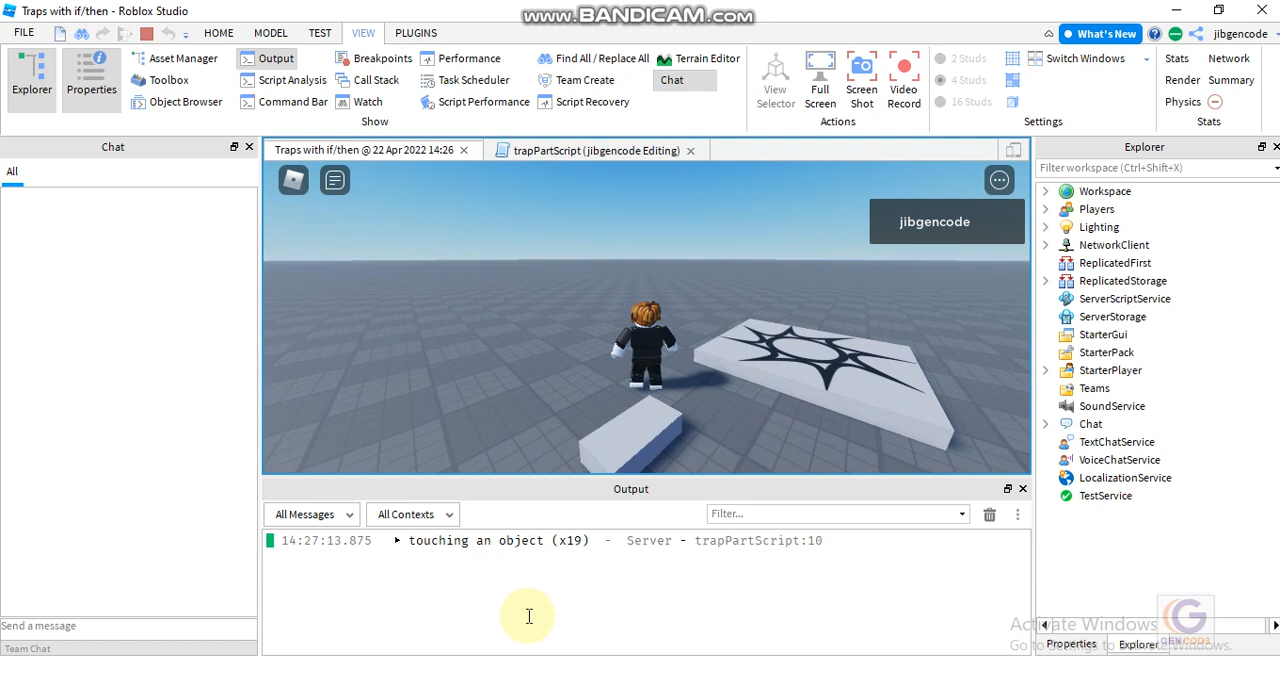 Traps with if/then - Roblox Studio
www.BANDICAM.com
FILE HOME MODEL TEST VIEW PLUGINS
What's New
jibgencode
Explorer
Properties
Asset Manager
Toolbox
Object Browser
Output
Script Analysis
Command Bar
Breakpoints
Call Stack
Watch
Performance
Task Scheduler
Script Performance
Find All / Replace All
Team Create
Script Recovery
Terrain Editor
Chat
Show
View Selector
Full Screen
Screen Shot
Video Record
Actions
2 Studs
4 Studs
16 Studs
Switch Windows
Settings
Stats Network
Render Summary
Physics
Stats
Chat
All
Send a message
Team Chat
Traps with if/then @ 22 Apr 2022 14:26
trapPartScript (jibgencode Editing)
jibgencode
Output
All Messages
All Contexts
Filter...
14:27:13.875 touching an object (x19) - Server - trapPartScript:10
Explorer
Filter workspace (Ctrl+Shift+X)
Workspace
Players
Lighting
NetworkClient
ReplicatedFirst
ReplicatedStorage
ServerScriptService
ServerStorage
StarterGui
StarterPack
StarterPlayer
Teams
SoundService
Chat
TextChatService
VoiceChatService
LocalizationService
TestService
Activate Windows
Go to Settings to activate Windows.
Properties
Explorer
GENCODE